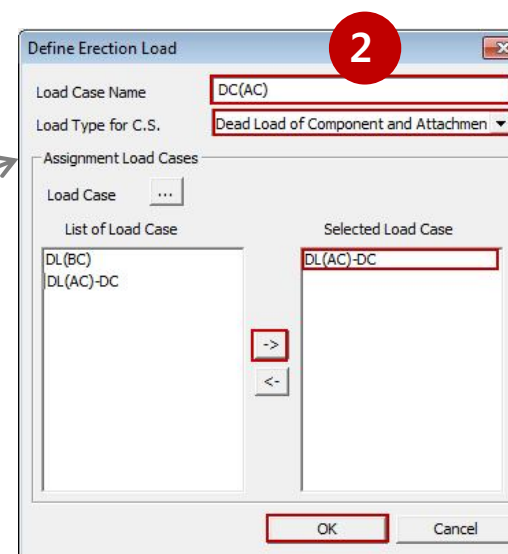 Define Erection Load
2
Load Case Name
DC(AC)
Load Type for C.S.
Dead Load of Component and Attachmen
Assignment Load Cases
Load Case
...
List of Load Case
Selected Load Case
DL(BC)
DL(AC)-DC
DL(AC)-DC
->
<-
OK
Cancel